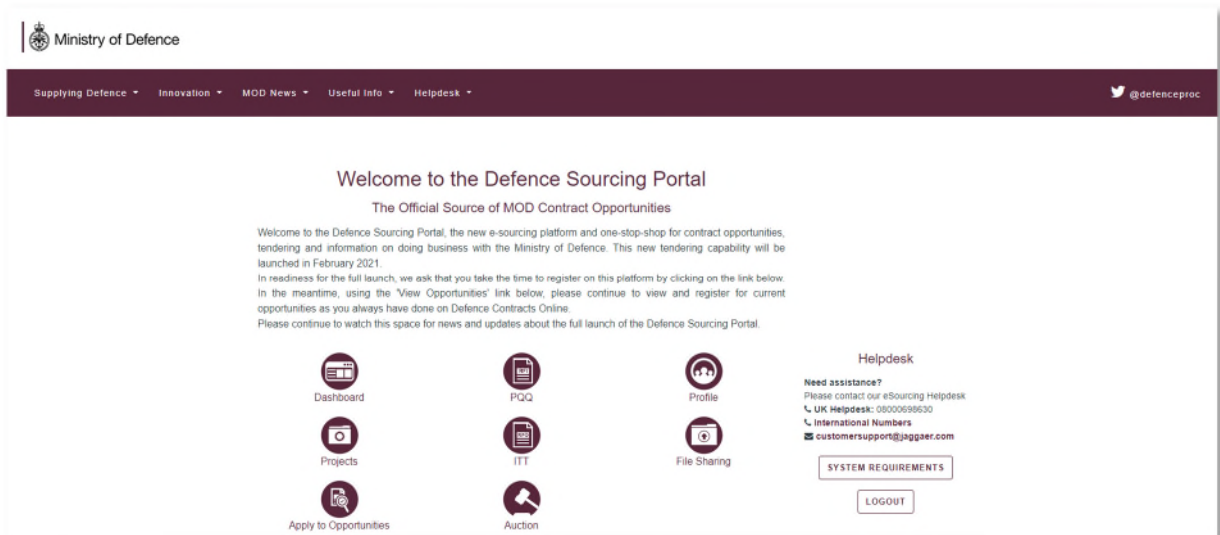 Ministry of Defence
Supplying Defence Innovation MOD News Useful Info Helpdesk @defenceproc
Welcome to the Defence Sourcing Portal
The Official Source of MOD Contract Opportunities
Welcome to the Defence Sourcing Portal, the new e-sourcing platform and one-stop-shop for contract opportunities,
tendering and information on doing business with the Ministry of Defence. This new tendering capability will be
launched in February 2021.
In readiness for the full launch, we ask that you take the time to register on this platform by clicking on the link below.
In the meantime, using the 'View Opportunities' link below, please continue to view and register for current
opportunities as you always have done on Defence Contracts Online.
Please continue to watch this space for news and updates about the full launch of the Defence Sourcing Portal.
Dashboard PQQ Profile
Projects ITT File Sharing
Apply to Opportunities Auction
Helpdesk
Need assistance?
Please contact our eSourcing Helpdesk
UK Helpdesk: 08000698630
International Numbers
customersupport@jaggaer.com
SYSTEM REQUIREMENTS
LOGOUT